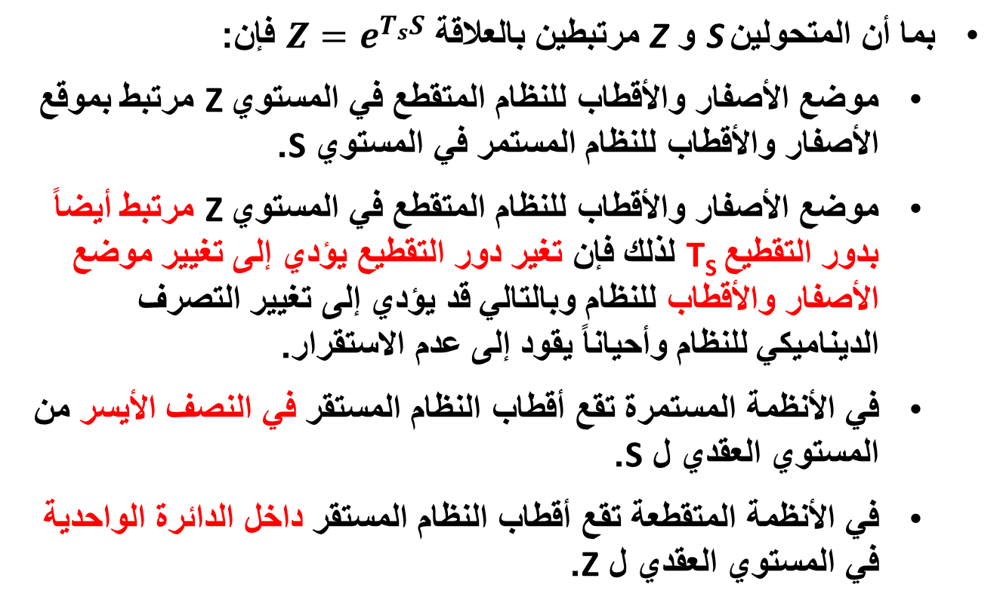 • بما أن المتحولين S و Z مرتبطين بالعلاقة Z = e^{T_s S} فإن:
• موضع الأصفار والأقطاب للنظام المتقطع في المستوي Z مرتبط بموقع
الأصفار والأقطاب للنظام المستمر في المستوي S.
• موضع الأصفار والأقطاب للنظام المتقطع في المستوي Z مرتبط أيضاً
بدور التقطيع T_S لذلك فإن تغير دور التقطيع يؤدي إلى تغيير موضع
الأصفار والأقطاب للنظام وبالتالي قد يؤدي إلى تغيير التصرف
الديناميكي للنظام وأحياناً يقود إلى عدم الاستقرار.
• في الأنظمة المستمرة تقع أقطاب النظام المستقر في النصف الأيسر من
المستوي العقدي ل S.
• في الأنظمة المتقطعة تقع أقطاب النظام المستقر داخل الدائرة الواحدية
في المستوي العقدي ل Z.